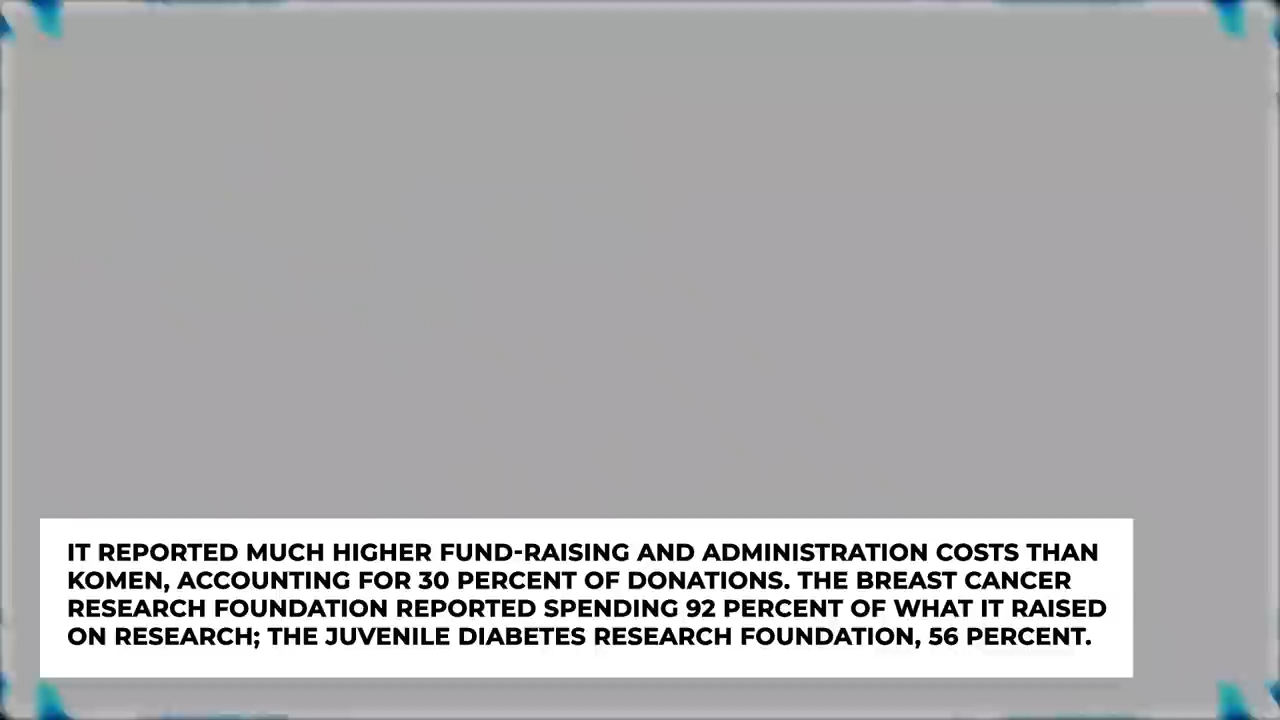 IT REPORTED MUCH HIGHER FUND-RAISING AND ADMINISTRATION COSTS THAN
KOMEN, ACCOUNTING FOR 30 PERCENT OF DONATIONS. THE BREAST CANCER
RESEARCH FOUNDATION REPORTED SPENDING 92 PERCENT OF WHAT IT RAISED
ON RESEARCH; THE JUVENILE DIABETES RESEARCH FOUNDATION, 56 PERCENT.